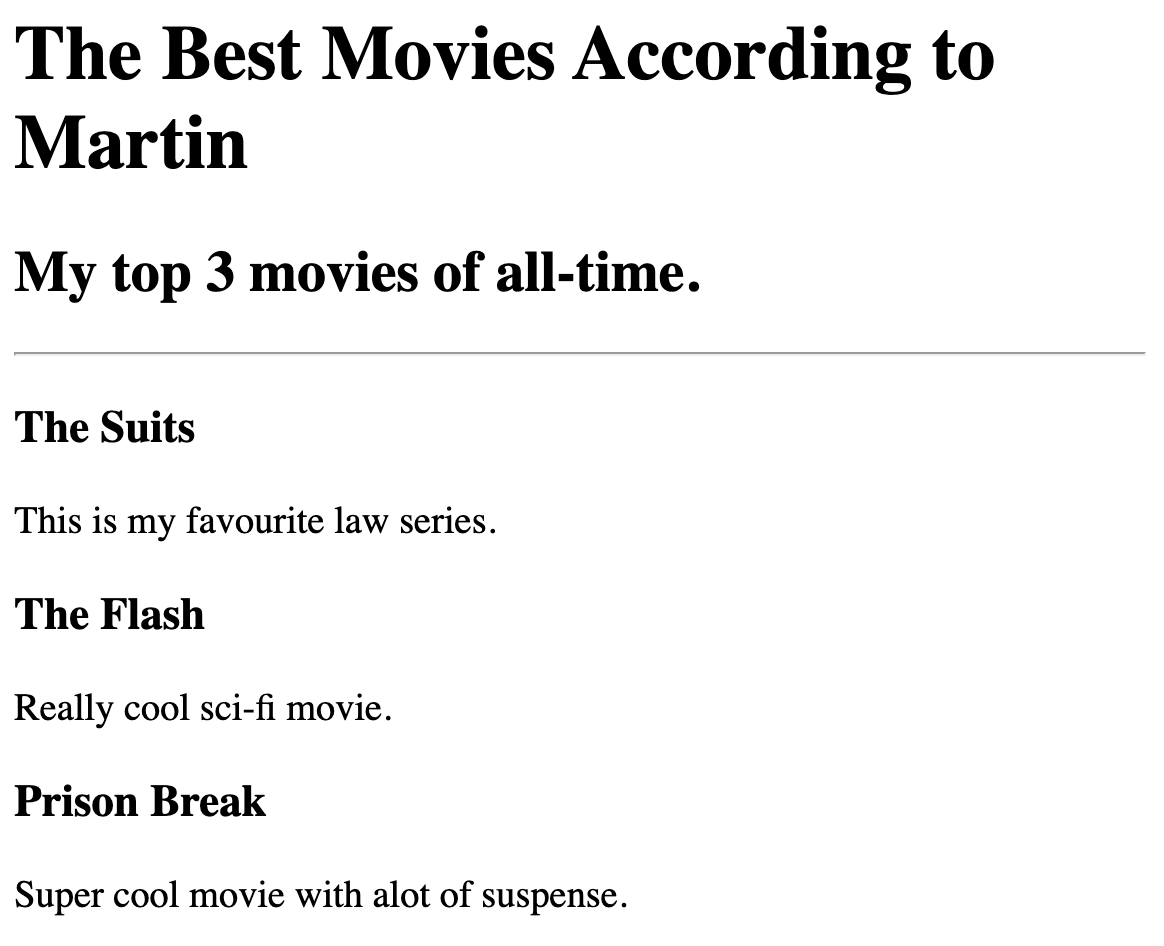 The Best Movies According to
Martin
My top 3 movies of all-time.
The Suits
This is my favourite law series.
The Flash
Really cool sci-fi movie.
Prison Break
Super cool movie with alot of suspense.